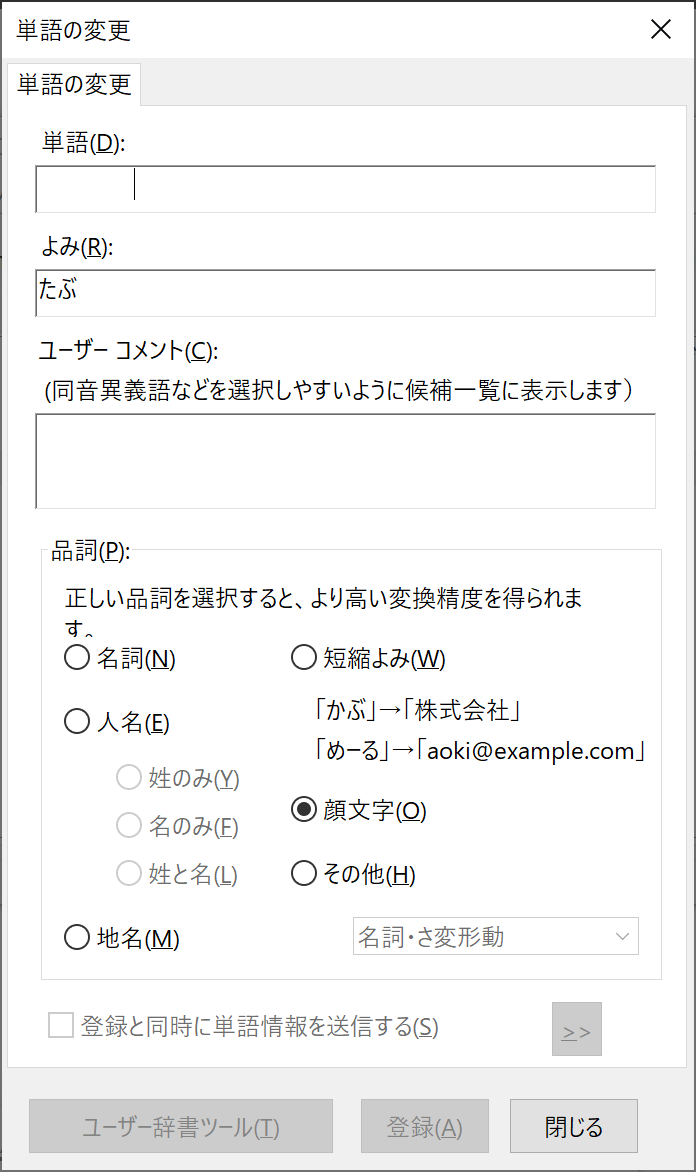 単語の変更
単語の変更
単語(D):
よみ(R):
たぶ
ユーザー コメント(C):
(同音異義語などを選択しやすいように候補一覧に表示します)
品詞(P):
正しい品詞を選択すると、より高い変換精度を得られま
す。
名詞(N)
短縮よみ(W)
「かぶ」→「株式会社」
「めーる」→「aoki@example.com」
人名(E)
姓のみ(Y)
名のみ(F)
姓と名(L)
顔文字(O)
その他(H)
地名(M)
名詞・さ変形動
登録と同時に単語情報を送信する(S)
>>
ユーザー辞書ツール(T)
登録(A)
閉じる